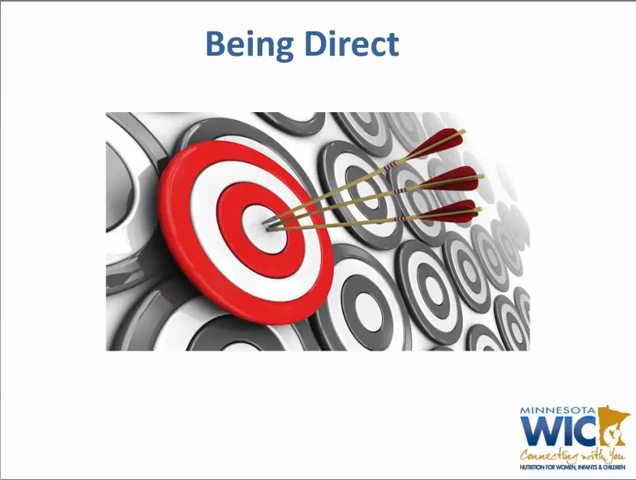 Being Direct
MINNESOTA
WIC
Connecting with You
NUTRITION FOR WOMEN, INFANTS & CHILDREN